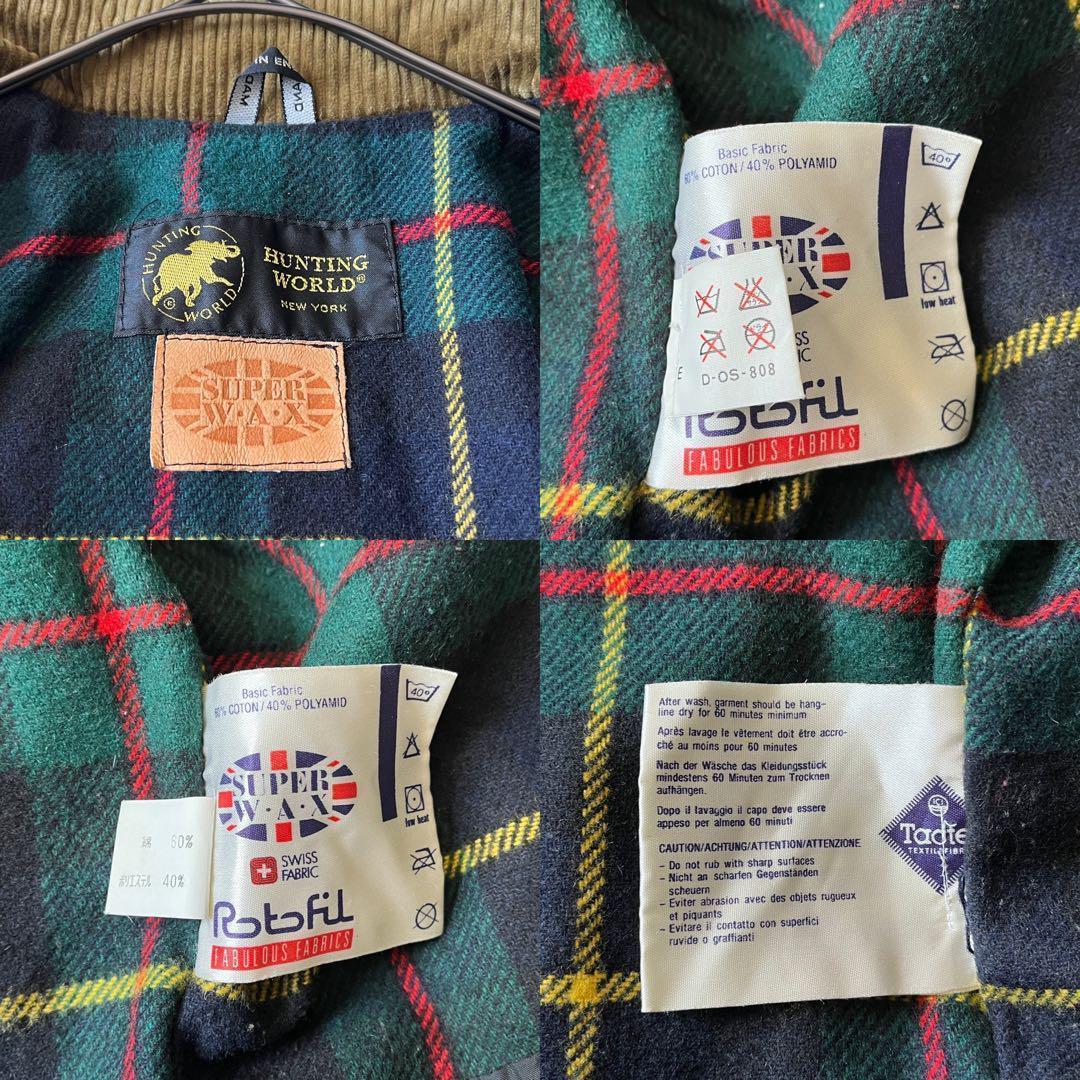 MADE IN ENGLAND
HUNTING
WORLD
HUNTING
WORLD®
NEW YORK
SUPER
W·A·X
Basic Fabric
60% COTON / 40% POLYAMID
40°
SUPER
·X
low heat
SS
RIC
E D-OS-808
Rotofil
FABULOUS FABRICS
Basic Fabric
60% COTON / 40% POLYAMID
40°
SUPER
W·A·X
low heat
SWISS
FABRIC
綿 60%
ポリエステル 40%
Rotofil
FABULOUS FABRICS
After wash, garment should be hang-
line dry for 60 minutes minimum
Après lavage le vêtement doit être accro-
ché au moins pour 60 minutes
Nach der Wäsche das Kleidungsstück
mindestens 60 Minuten zum Trocknen
aufhängen.
Dopo il lavaggio il capo deve essere
appeso per almeno 60 minuti
CAUTION/ACHTUNG/ATTENTION/ATTENZIONE
- Do not rub with sharp surfaces
- Nicht an scharfen Gegenständen
scheuern
- Eviter abrasion avec des objets rugueux
et piquants
- Evitare il contatto con superfici
ruvide o graffianti
ICI
Tacte
TEXTILE FIBR